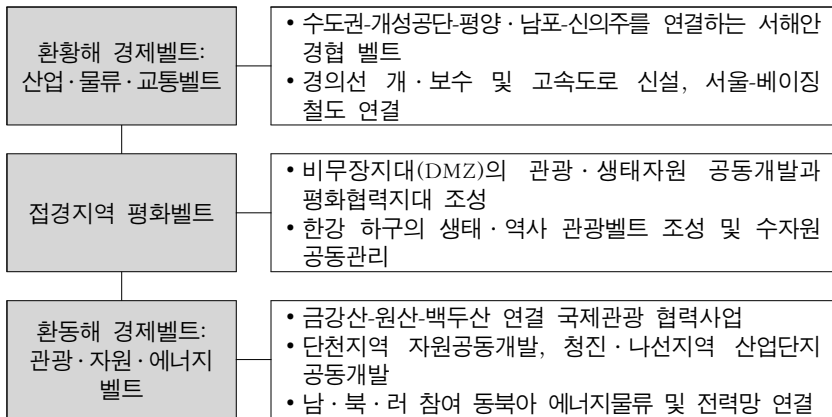 환황해 경제벨트:
산업·물류·교통벨트
• 수도권-개성공단-평양·남포-신의주를 연결하는 서해안
경협 벨트
• 경의선 개·보수 및 고속도로 신설, 서울-베이징
철도 연결
접경지역 평화벨트
• 비무장지대(DMZ)의 관광·생태자원 공동개발과
평화협력지대 조성
• 한강 하구의 생태·역사 관광벨트 조성 및 수자원
공동관리
환동해 경제벨트:
관광·자원·에너지
벨트
• 금강산-원산-백두산 연결 국제관광 협력사업
• 단천지역 자원공동개발, 청진·나선지역 산업단지
공동개발
• 남·북·러 참여 동북아 에너지물류 및 전력망 연결